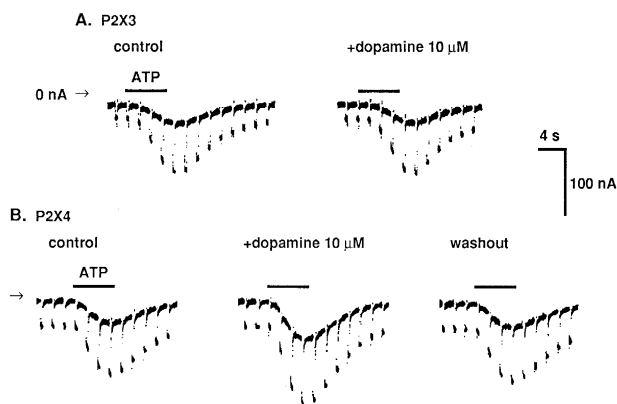 A. P2X3
control
+dopamine 10 μM
ATP
0 nA →
4 s
100 nA
B. P2X4
control
+dopamine 10 μM
washout
ATP
→